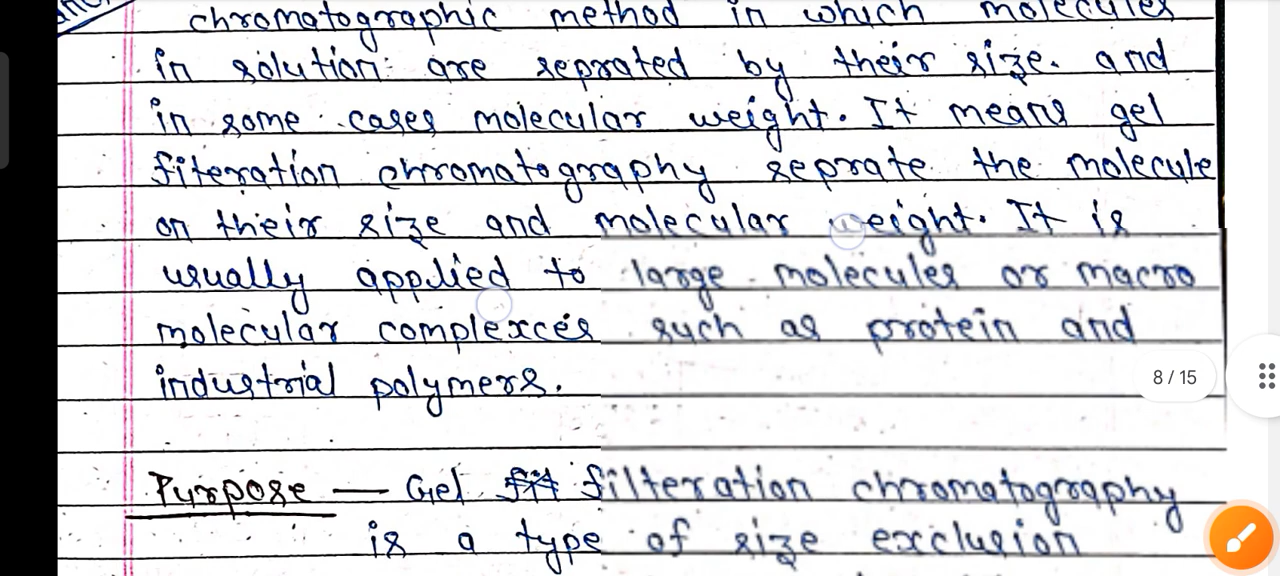 chromatographic method in which molecules
in solution are seprated by their size. and
in some cases molecular weight. It means gel
fiteration chromatography seprate the molecule
on their size and molecular weight. It is
usually applied to large molecules or macro
molecular complexces such as protein and
industrial polymers.
8 / 15
Purpose — Gel filteration chromatography
is a type of size exclusion